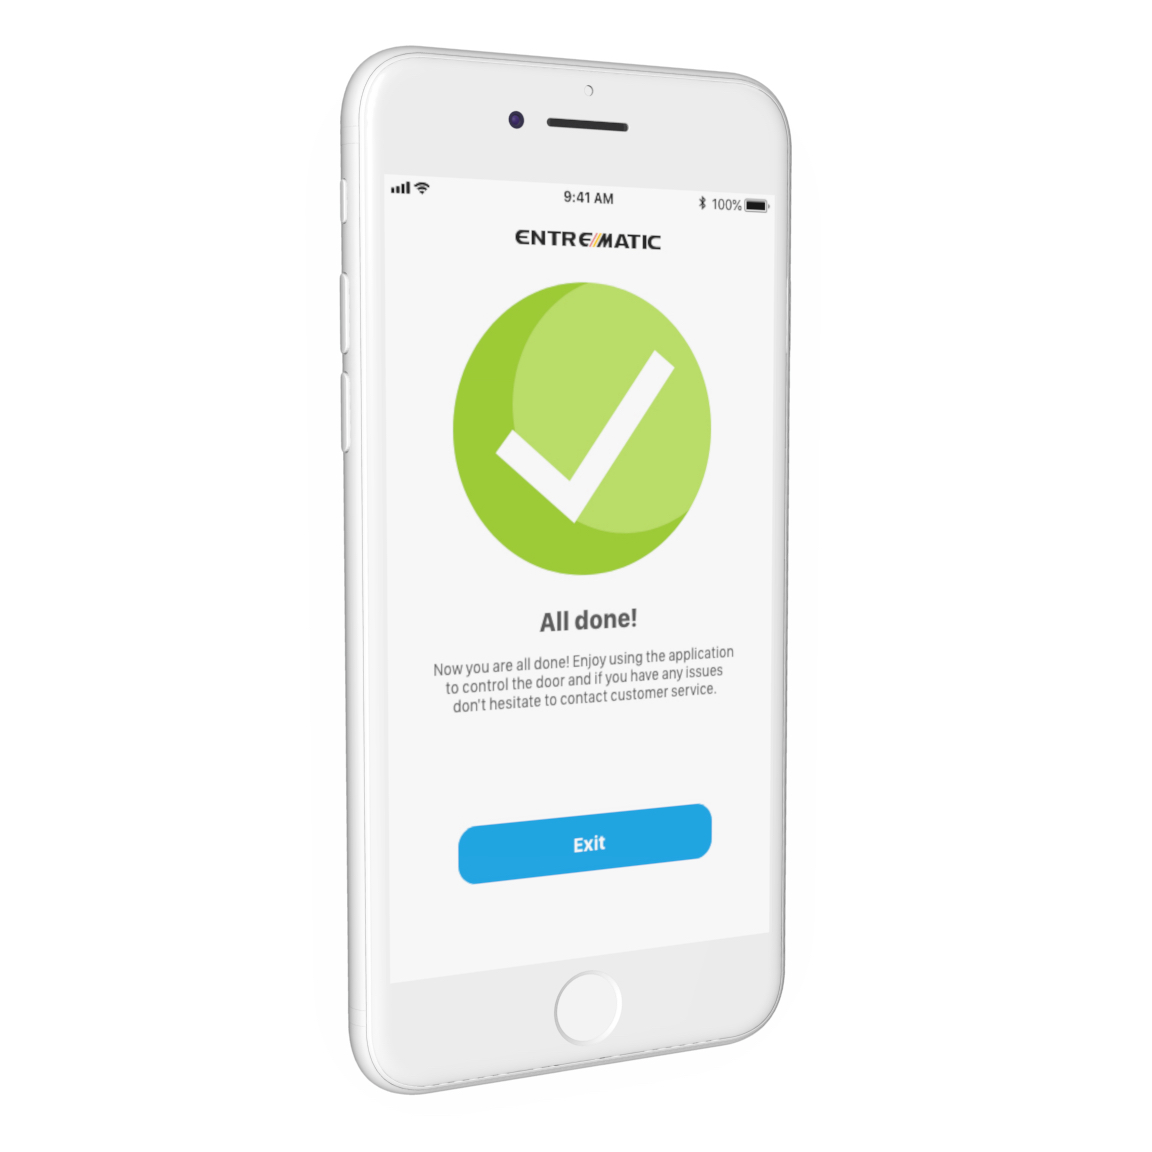 9:41 AM
100%
ENTREMATIC
All done!
Now you are all done! Enjoy using the application
to control the door and if you have any issues
don't hesitate to contact customer service.
Exit